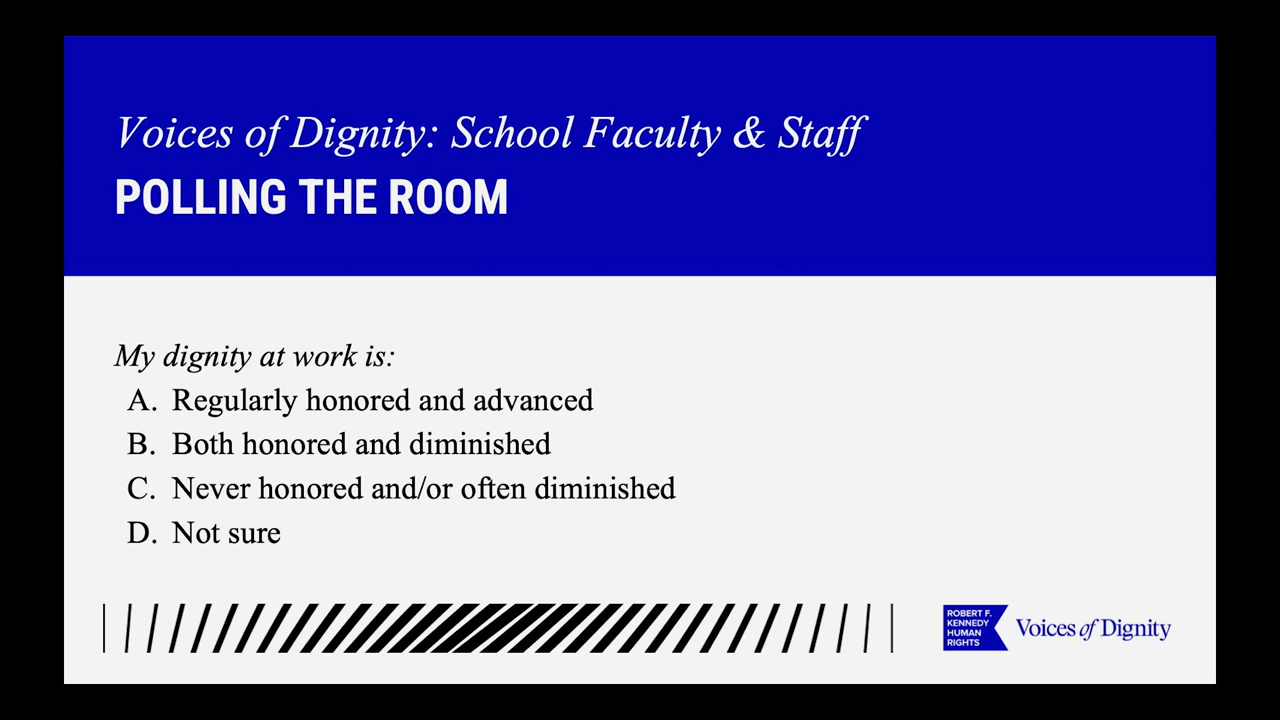 Voices of Dignity: School Faculty & Staff
POLLING THE ROOM
My dignity at work is:
A. Regularly honored and advanced
B. Both honored and diminished
C. Never honored and/or often diminished
D. Not sure
ROBERT F.
KENNEDY
HUMAN
RIGHTS
Voices of Dignity